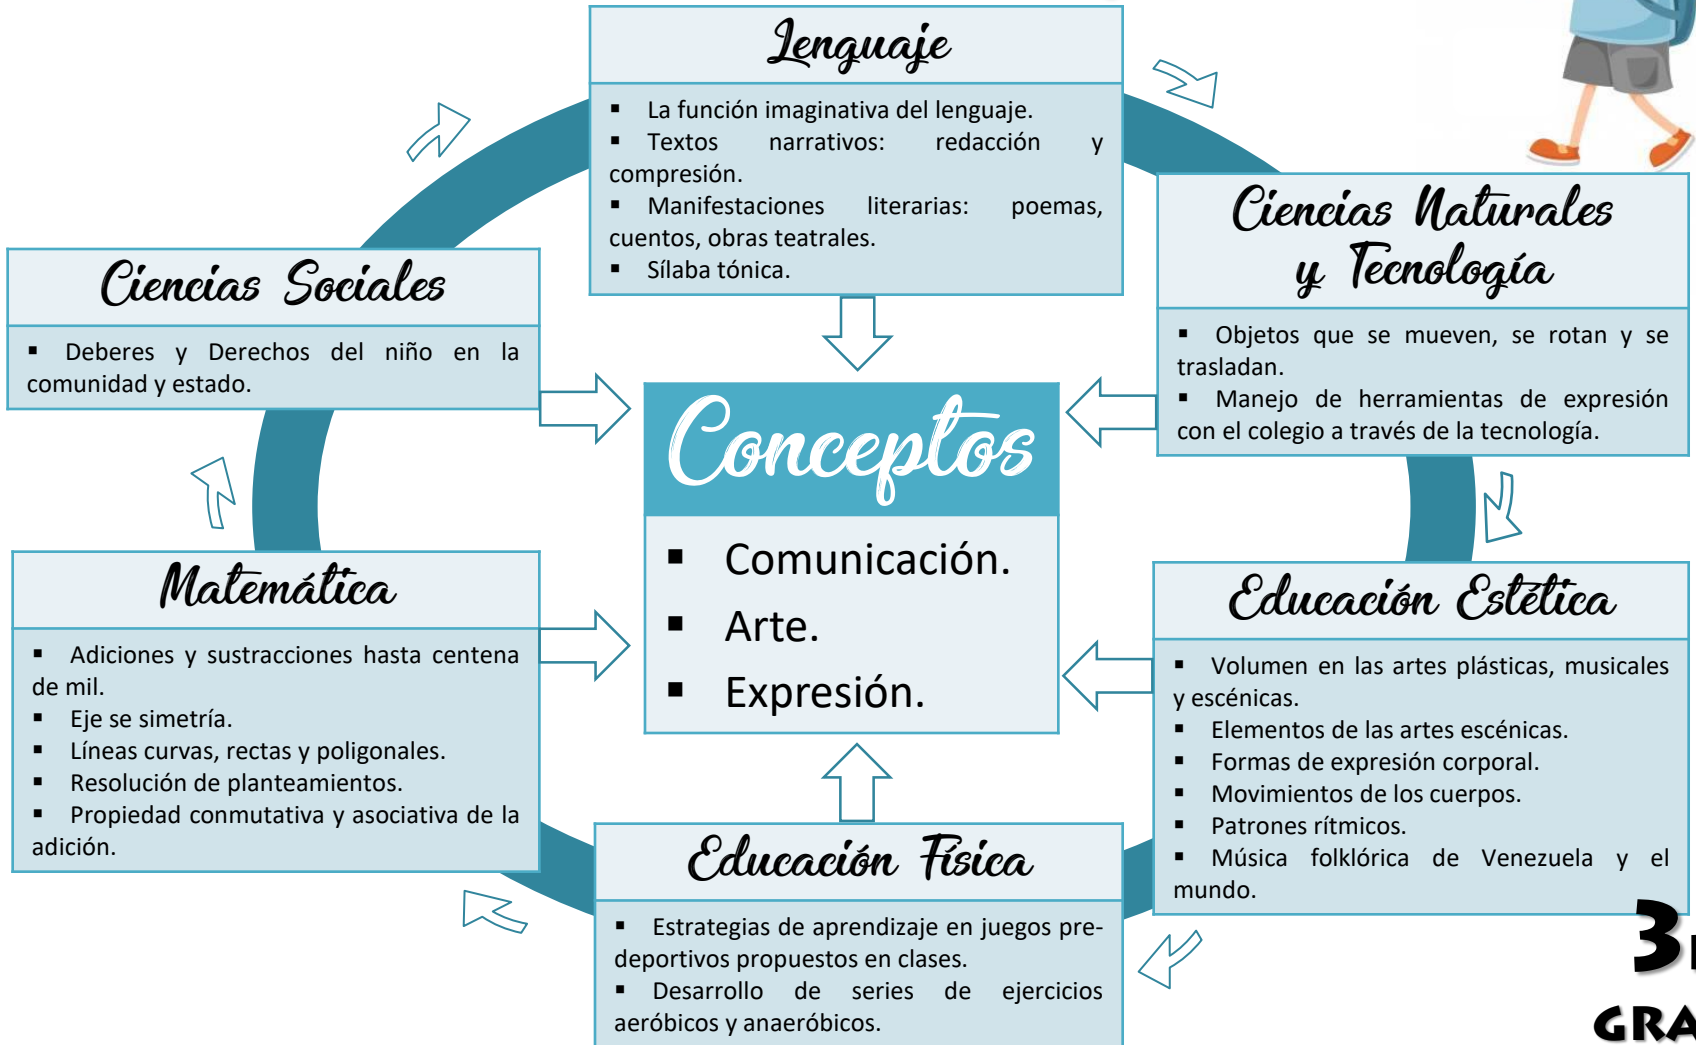 Lenguaje
▪ La función imaginativa del lenguaje.
▪ Textos narrativos: redacción y
compresión.
▪ Manifestaciones literarias: poemas,
cuentos, obras teatrales.
▪ Sílaba tónica.
Ciencias Naturales
y Tecnología
▪ Objetos que se mueven, se rotan y se
trasladan.
▪ Manejo de herramientas de expresión
con el colegio a través de la tecnología.
Ciencias Sociales
▪ Deberes y Derechos del niño en la
comunidad y estado.
Conceptos
▪ Comunicación.
▪ Arte.
▪ Expresión.
Matemática
▪ Adiciones y sustracciones hasta centena
de mil.
▪ Eje se simetría.
▪ Líneas curvas, rectas y poligonales.
▪ Resolución de planteamientos.
▪ Propiedad conmutativa y asociativa de la
adición.
Educación Estética
▪ Volumen en las artes plásticas, musicales
y escénicas.
▪ Elementos de las artes escénicas.
▪ Formas de expresión corporal.
▪ Movimientos de los cuerpos.
▪ Patrones rítmicos.
▪ Música folklórica de Venezuela y el
mundo.
Educación Física
▪ Estrategias de aprendizaje en juegos pre-
deportivos propuestos en clases.
▪ Desarrollo de series de ejercicios
aeróbicos y anaeróbicos.
3
GRA